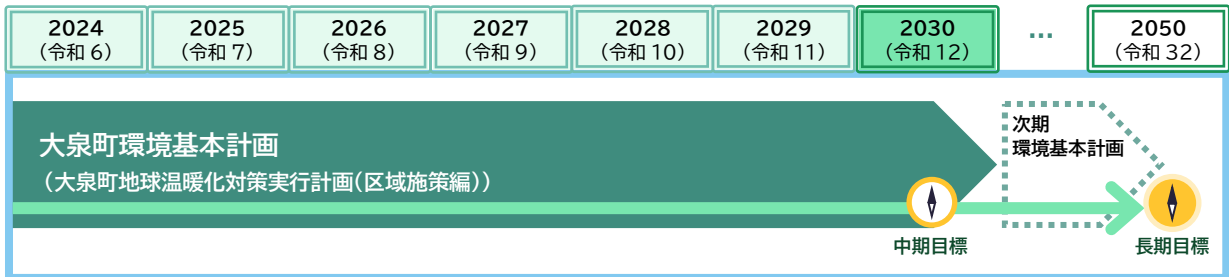 2024
(令和 6)
2025
(令和 7)
2026
(令和 8)
2027
(令和 9)
2028
(令和 10)
2029
(令和 11)
2030
(令和 12)
…
2050
(令和 32)
大泉町環境基本計画
(大泉町地球温暖化対策実行計画(区域施策編))
次期
環境基本計画
中期目標
長期目標